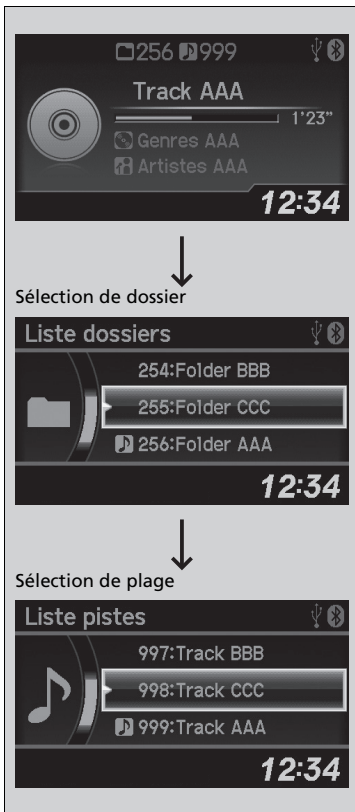 256 999
Track AAA
1'23"
Genres AAA
Artistes AAA
12:34
Sélection de dossier
Liste dossiers
254:Folder BBB
255:Folder CCC
256:Folder AAA
12:34
Sélection de plage
Liste pistes
997:Track BBB
998:Track CCC
999:Track AAA
12:34